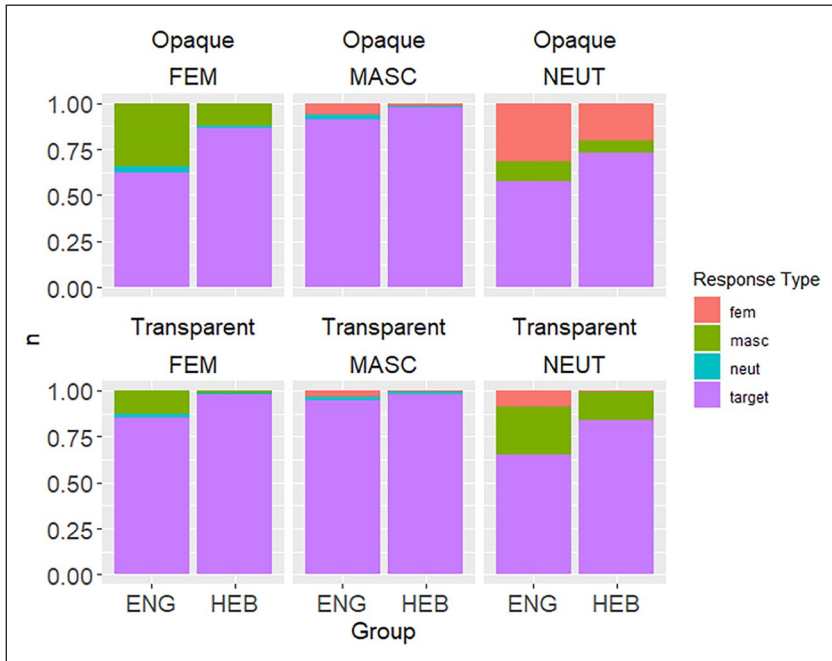 Opaque Opaque Opaque
FEM MASC NEUT
1.00
0.75
0.50
0.25
0.00
Transparent Transparent Transparent
FEM MASC NEUT
1.00
0.75
0.50
0.25
0.00
n
ENG HEB ENG HEB ENG HEB
Group
Response Type
fem
masc
neut
target